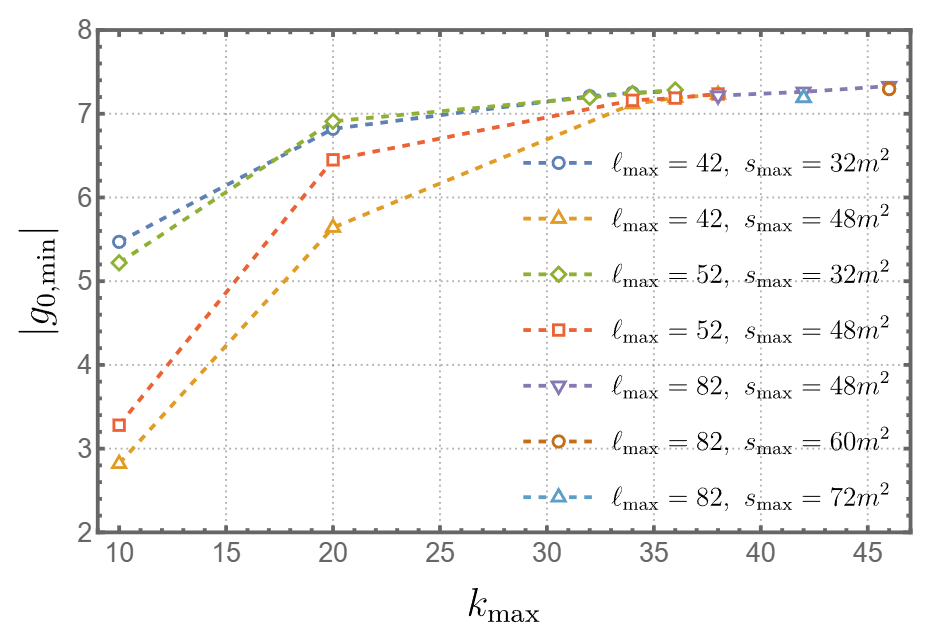 8
7
6
5
4
3
2
|g₀,min|
ℓmax = 42, smax = 32m²
ℓmax = 42, smax = 48m²
ℓmax = 52, smax = 32m²
ℓmax = 52, smax = 48m²
ℓmax = 82, smax = 48m²
ℓmax = 82, smax = 60m²
ℓmax = 82, smax = 72m²
10 15 20 25 30 35 40 45
kmax